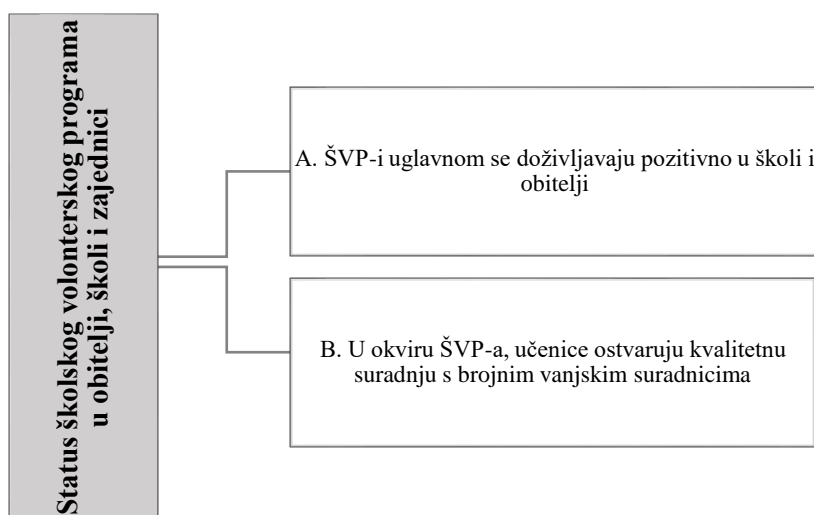 Status školskog volonterskog programa
u obitelji, školi i zajednici
A. ŠVP-i uglavnom se doživljavaju pozitivno u školi i
obitelji
B. U okviru ŠVP-a, učenice ostvaruju kvalitetnu
suradnju s brojnim vanjskim suradnicima